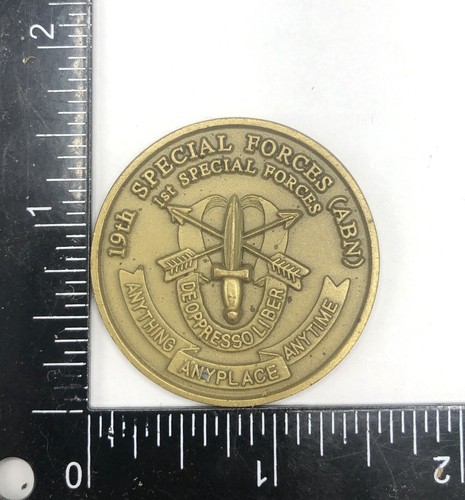 19th SPECIAL FORCES (ABN)
1st SPECIAL FORCES
DE OPPRESSO LIBER
ANYTHING
ANYPLACE
ANYTIME
2
1
0
1
2